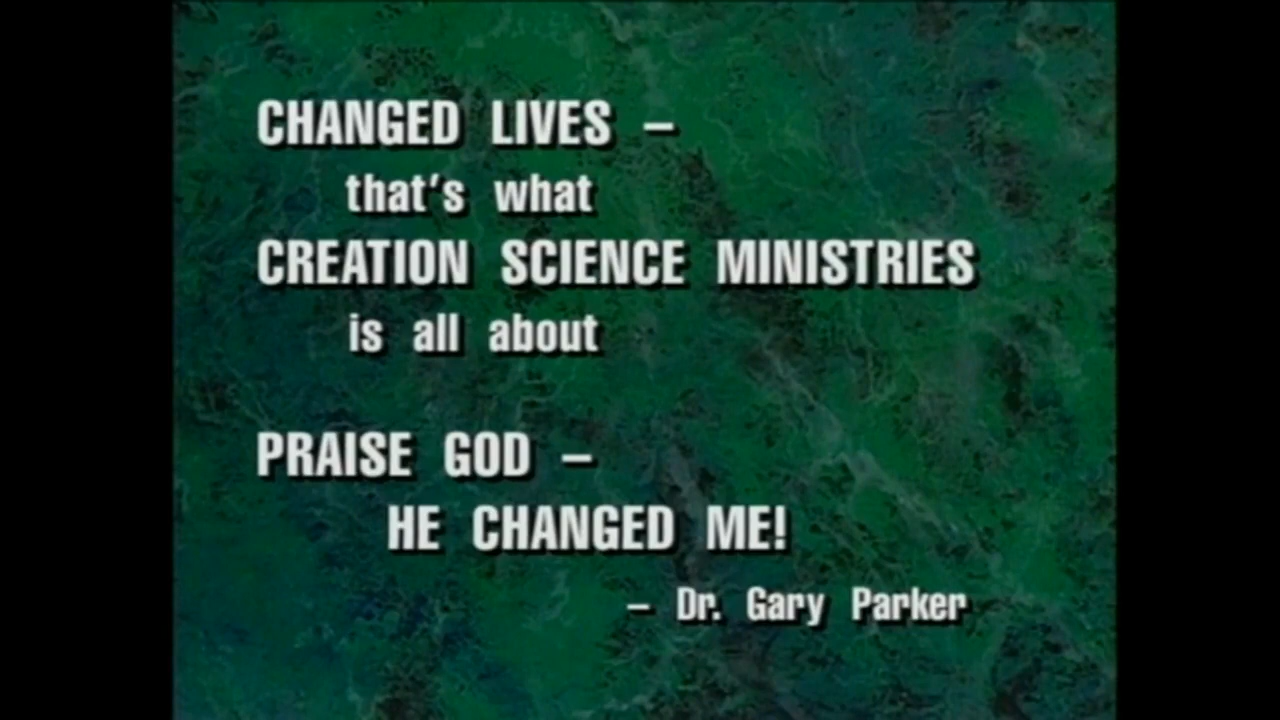 CHANGED LIVES –
that's what
CREATION SCIENCE MINISTRIES
is all about
PRAISE GOD –
HE CHANGED ME!
– Dr. Gary Parker